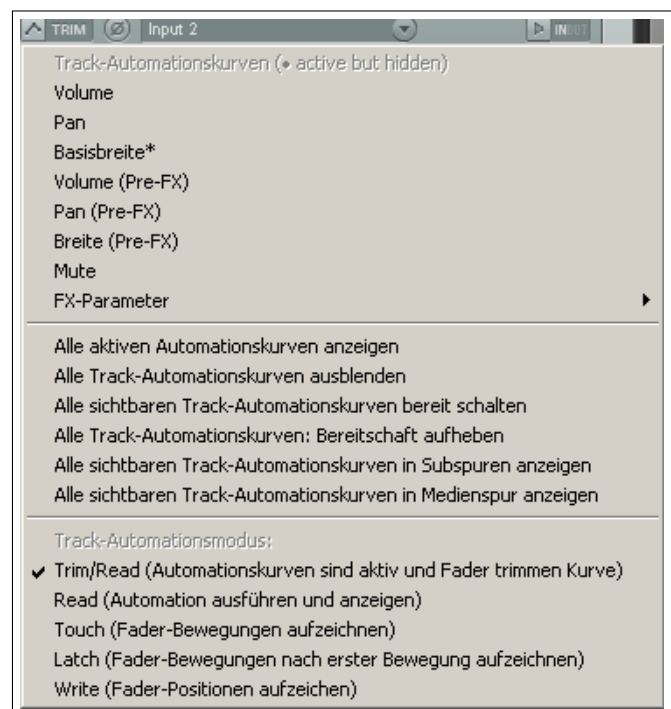 TRIM Input 2 INOUT
Track-Automationskurven (• active but hidden)
Volume
Pan
Basisbreite*
Volume (Pre-FX)
Pan (Pre-FX)
Breite (Pre-FX)
Mute
FX-Parameter
Alle aktiven Automationskurven anzeigen
Alle Track-Automationskurven ausblenden
Alle sichtbaren Track-Automationskurven bereit schalten
Alle Track-Automationskurven: Bereitschaft aufheben
Alle sichtbaren Track-Automationskurven in Subspuren anzeigen
Alle sichtbaren Track-Automationskurven in Medienspur anzeigen
Track-Automationsmodus:
Trim/Read (Automationskurven sind aktiv und Fader trimmen Kurve)
Read (Automation ausführen und anzeigen)
Touch (Fader-Bewegungen aufzeichnen)
Latch (Fader-Bewegungen nach erster Bewegung aufzeichnen)
Write (Fader-Positionen aufzeichen)